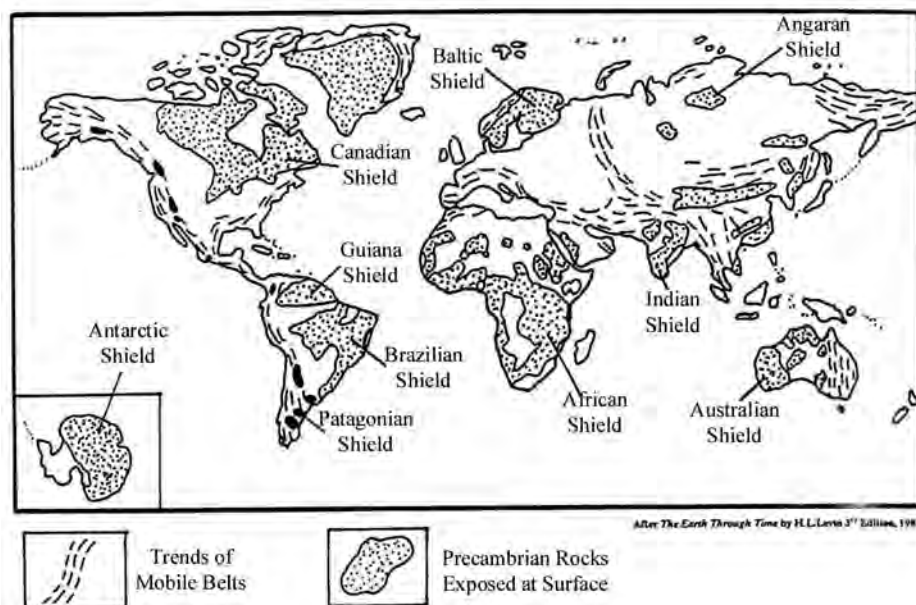 Angaran
Shield
Baltic
Shield
Canadian
Shield
Guiana
Shield
Indian
Shield
Antarctic
Shield
Brazilian
Shield
African
Shield
Australian
Shield
Patagonian
Shield
After The Earth Through Time by H.L.Levin 3rd Edition, 198
Trends of
Mobile Belts
Precambrian Rocks
Exposed at Surface